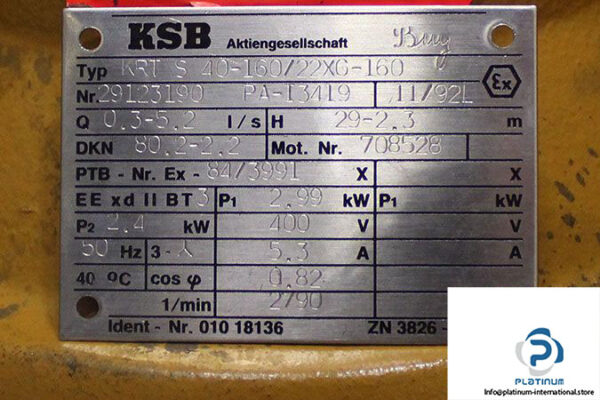 KSB Aktiengesellschaft
Typ KRT S 40-160/22XG-160
Nr. 29123190 PA-13419 11/92L
Ex
Q 0,3-5,2 l/s H 29-2,3 m
DKN 80.2-2.2 Mot. Nr. 708528
PTB - Nr. Ex - 84/3991 X X
EE xd II BT 3 P1 2,99 kW P1 kW
P2 2,4 kW 400 V V
50 Hz 3- 5,3 A A
40 °C cos φ 0,82
1/min 2790
Ident - Nr. 010 18136 ZN 3826 -
PLATINUM
Info@platinum-international.store